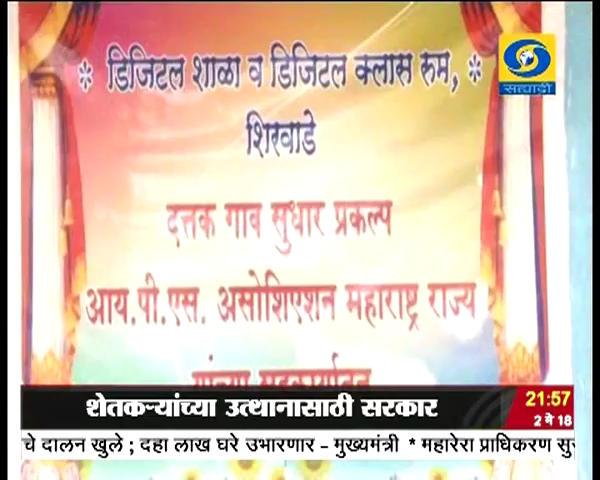 * डिजिटल शाळा व डिजिटल क्लास रुम, *
शिरवाडे
दत्तक गाव सुधार प्रकल्प
आय.पी.एस. असोशिएशन महाराष्ट्र राज्य
यांच्या सहकार्यातून
सह्याद्री
शेतकऱ्यांच्या उत्थानासाठी सरकार
21:57
2 मे 18
चे दालन खुले ; दहा लाख घरे उभारणार - मुख्यमंत्री * महारेरा प्राधिकरण सु